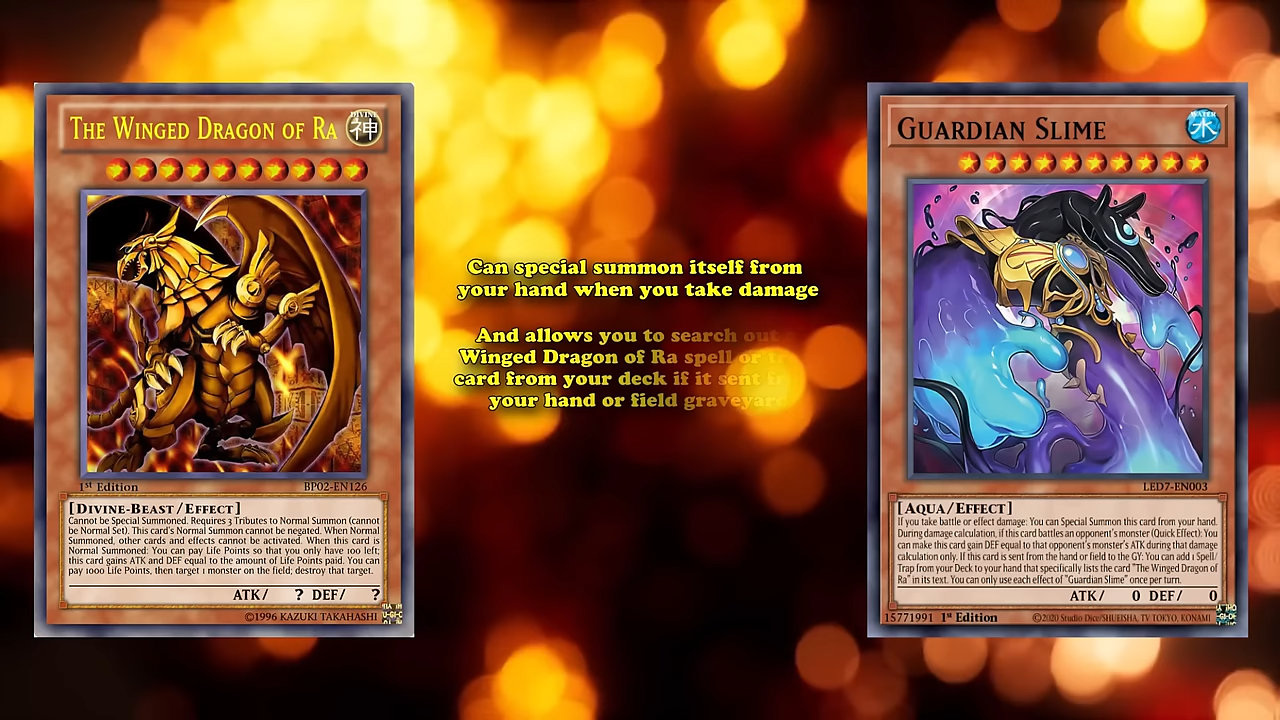 The Winged Dragon of Ra
DIVINE
神
1st Edition
BP02-EN126
[Divine-Beast/Effect]
Cannot be Special Summoned. Requires 3 Tributes to Normal Summon (cannot
be Normal Set). This card's Normal Summon cannot be negated. When Normal
Summoned, other cards and effects cannot be activated. When this card is
Normal Summoned: You can pay Life Points so that you only have 100 left;
this card gains ATK and DEF equal to the amount of Life Points paid. You can
pay 1000 Life Points, then target 1 monster on the field; destroy that target.
ATK/ ? DEF/ ?
©1996 KAZUKI TAKAHASHI
Can special summon itself from
your hand when you take damage
And allows you to search out
Winged Dragon of Ra spell or tr
card from your deck if it sent fr
your hand or field graveyard
Guardian Slime
WATER
水
LED7-EN003
[Aqua/Effect]
If you take battle or effect damage: You can Special Summon this card from your hand.
During damage calculation, if this card battles an opponent's monster (Quick Effect): You
can make this card gain DEF equal to that opponent's monster's ATK during that damage
calculation only. If this card is sent from the hand or field to the GY: You can add 1 Spell/
Trap from your Deck to your hand that specifically lists the card "The Winged Dragon of
Ra" in its text. You can only use each effect of "Guardian Slime" once per turn.
ATK/ 0 DEF/ 0
15771991 1st Edition
©2020 Studio Dice/SHUEISHA, TV TOKYO, KONAMI